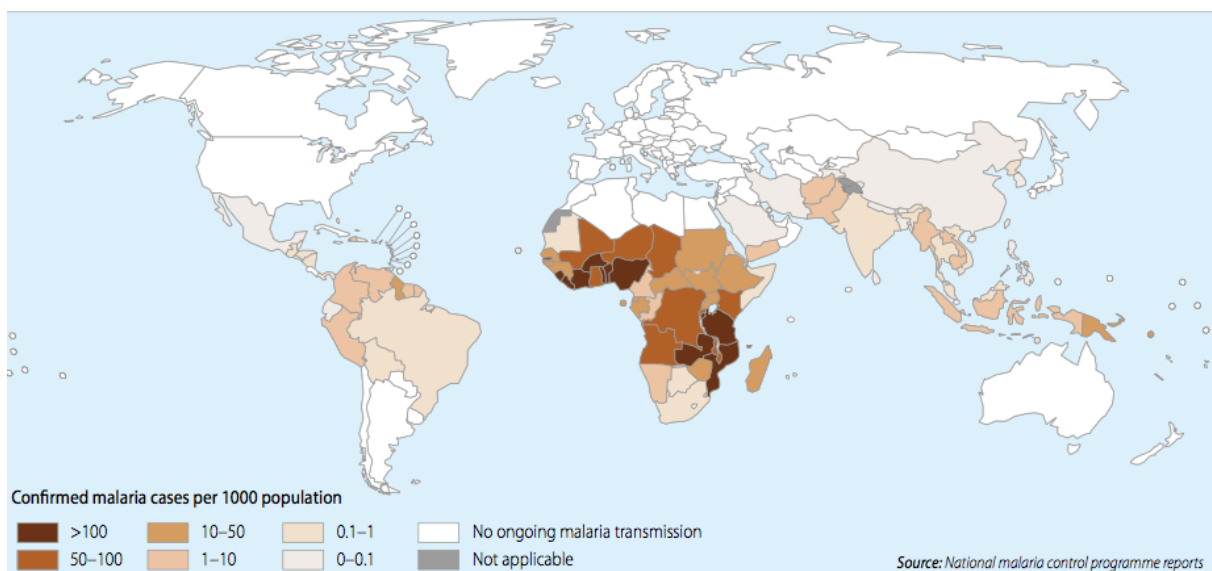 Confirmed malaria cases per 1000 population
>100
10–50
0.1–1
No ongoing malaria transmission
50–100
1–10
0–0.1
Not applicable
Source: National malaria control programme reports